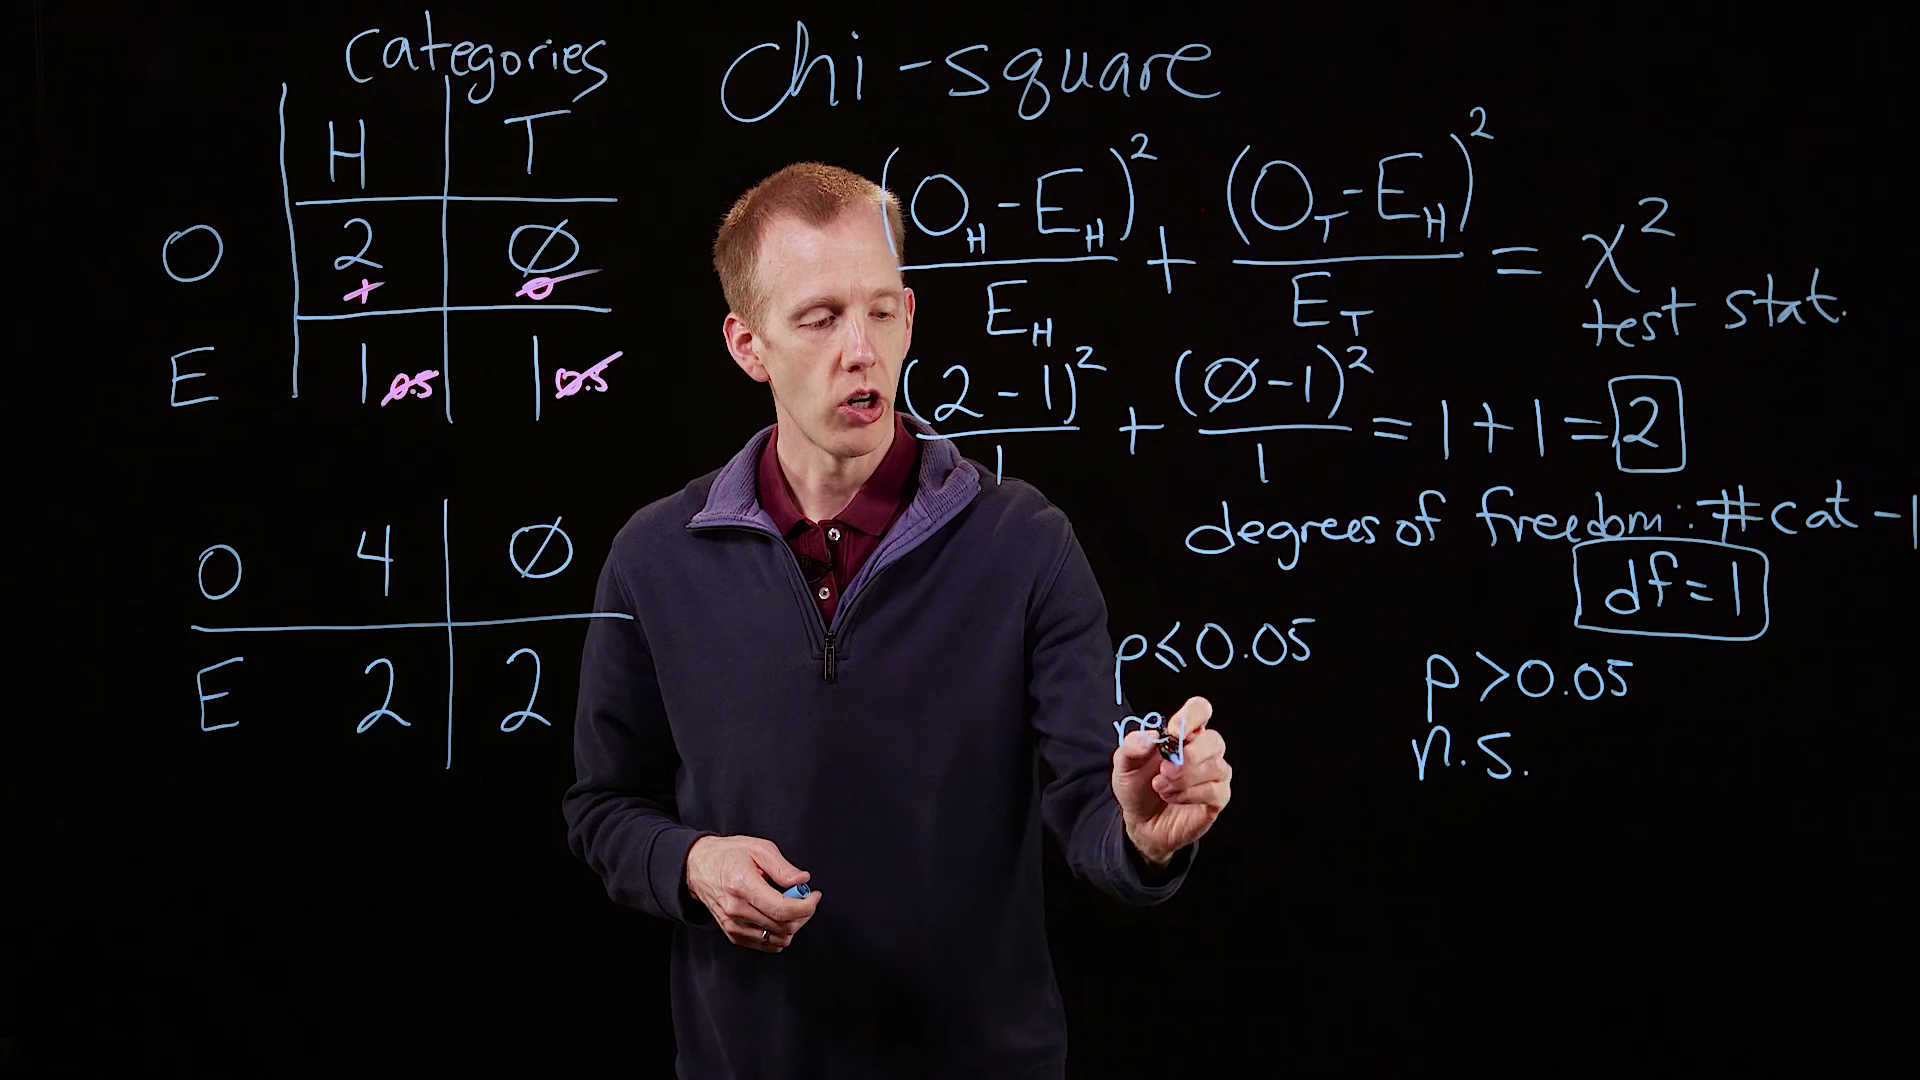 categories
chi-square
H T
O 2 Ø
E 1 0.5 1 0.5
(O_H - E_H)² / E_H + (O_T - E_H)² / E_T = χ²
test stat.
(2 - 1)² / 1 + (Ø - 1)² / 1 = 1 + 1 = 2
degrees of freedom: #cat - 1
df = 1
O 4 Ø
E 2 2
p ≤ 0.05
rej
p > 0.05
n.s.